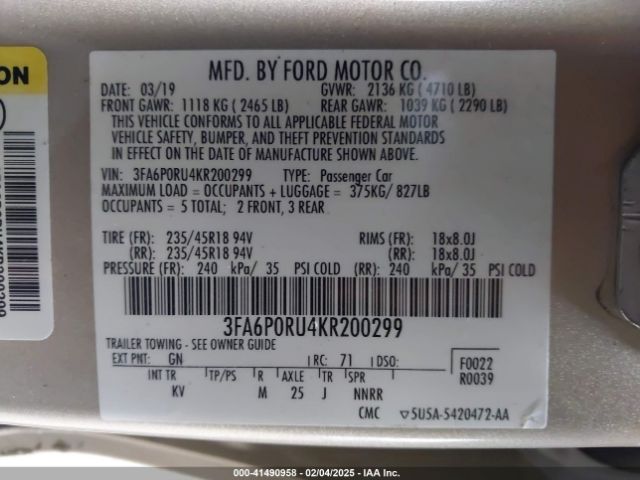 ON
MFD. BY FORD MOTOR CO.
DATE: 03/19 GVWR: 2136 KG ( 4710 LB)
FRONT GAWR: 1118 KG ( 2465 LB) REAR GAWR: 1039 KG ( 2290 LB)
THIS VEHICLE CONFORMS TO ALL APPLICABLE FEDERAL MOTOR
VEHICLE SAFETY, BUMPER, AND THEFT PREVENTION STANDARDS
IN EFFECT ON THE DATE OF MANUFACTURE SHOWN ABOVE.
VIN: 3FA6P0RU4KR200299 TYPE: Passenger Car
MAXIMUM LOAD = OCCUPANTS + LUGGAGE = 375KG/ 827LB
OCCUPANTS = 5 TOTAL; 2 FRONT, 3 REAR
TIRE (FR): 235/45R18 94V RIMS (FR): 18x8.0J
(RR): 235/45R18 94V (RR): 18x8.0J
PRESSURE (FR): 240 kPa/ 35 PSI COLD (RR): 240 kPa/ 35 PSI COLD
3FA6P0RU4KR200299
TRAILER TOWING - SEE OWNER GUIDE
EXT PNT: GN RC: 71 DSO: F0022
INT TR TP/PS R AXLE TR SPR R0039
KV M 25 J NNRR
CMC 5U5A-5420472-AA
000-41490958 - 02/04/2025 - IAA Inc.